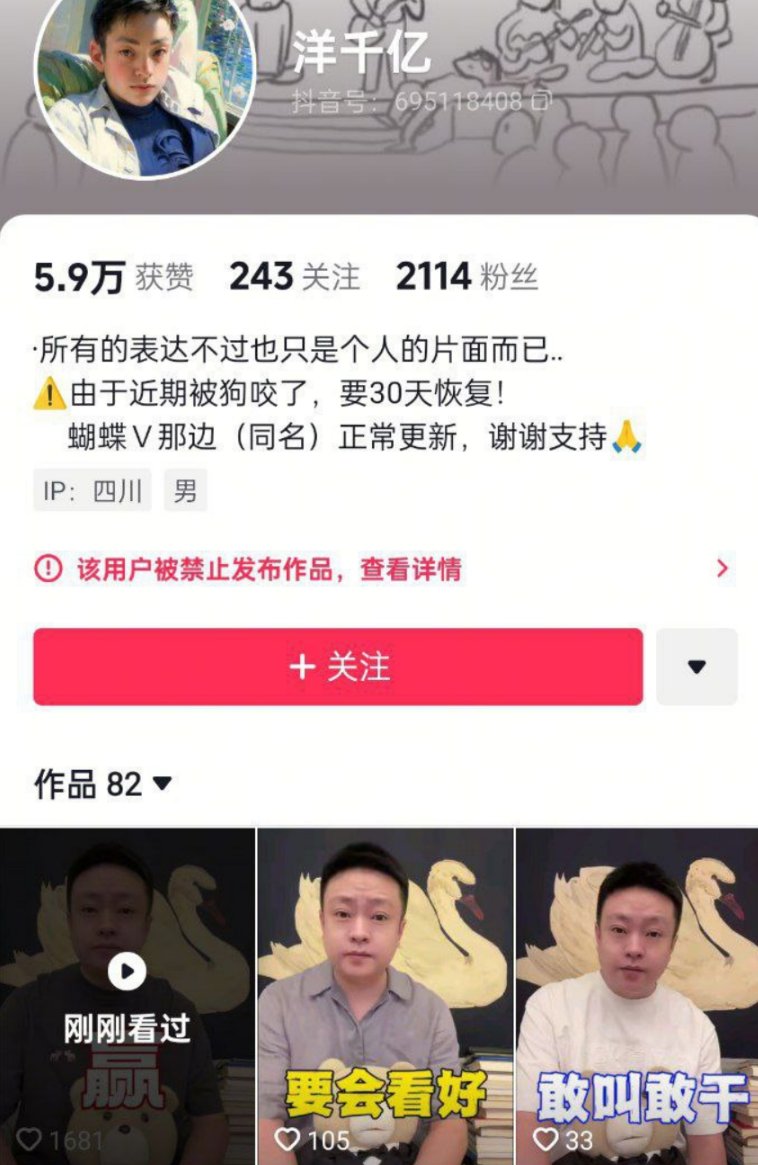 洋千亿
抖音号：695118408
5.9万 获赞 243 关注 2114 粉丝
·所有的表达不过也只是个人的片面而已..
⚠️由于近期被狗咬了，要30天恢复！
蝴蝶Ⅴ那边（同名）正常更新，谢谢支持🙏
IP：四川 男
该用户被禁止发布作品，查看详情
+ 关注
作品 82
刚刚看过
赢
要会看好
敢叫敢干
1681
105
33